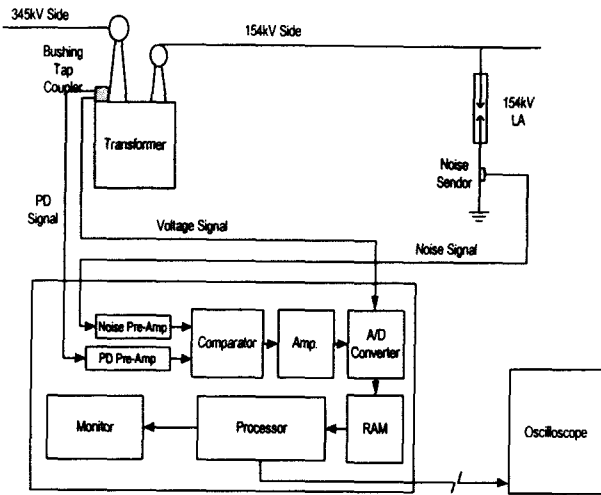 345kV Side
154kV Side
Bushing
Tap
Coupler
Transformer
154kV
LA
Noise
Sendor
PD
Signal
Voltage Signal
Noise Signal
Noise Pre-Amp
PD Pre-Amp
Comparator
Amp.
A/D
Converter
Monitor
Processor
RAM
Oscilloscope